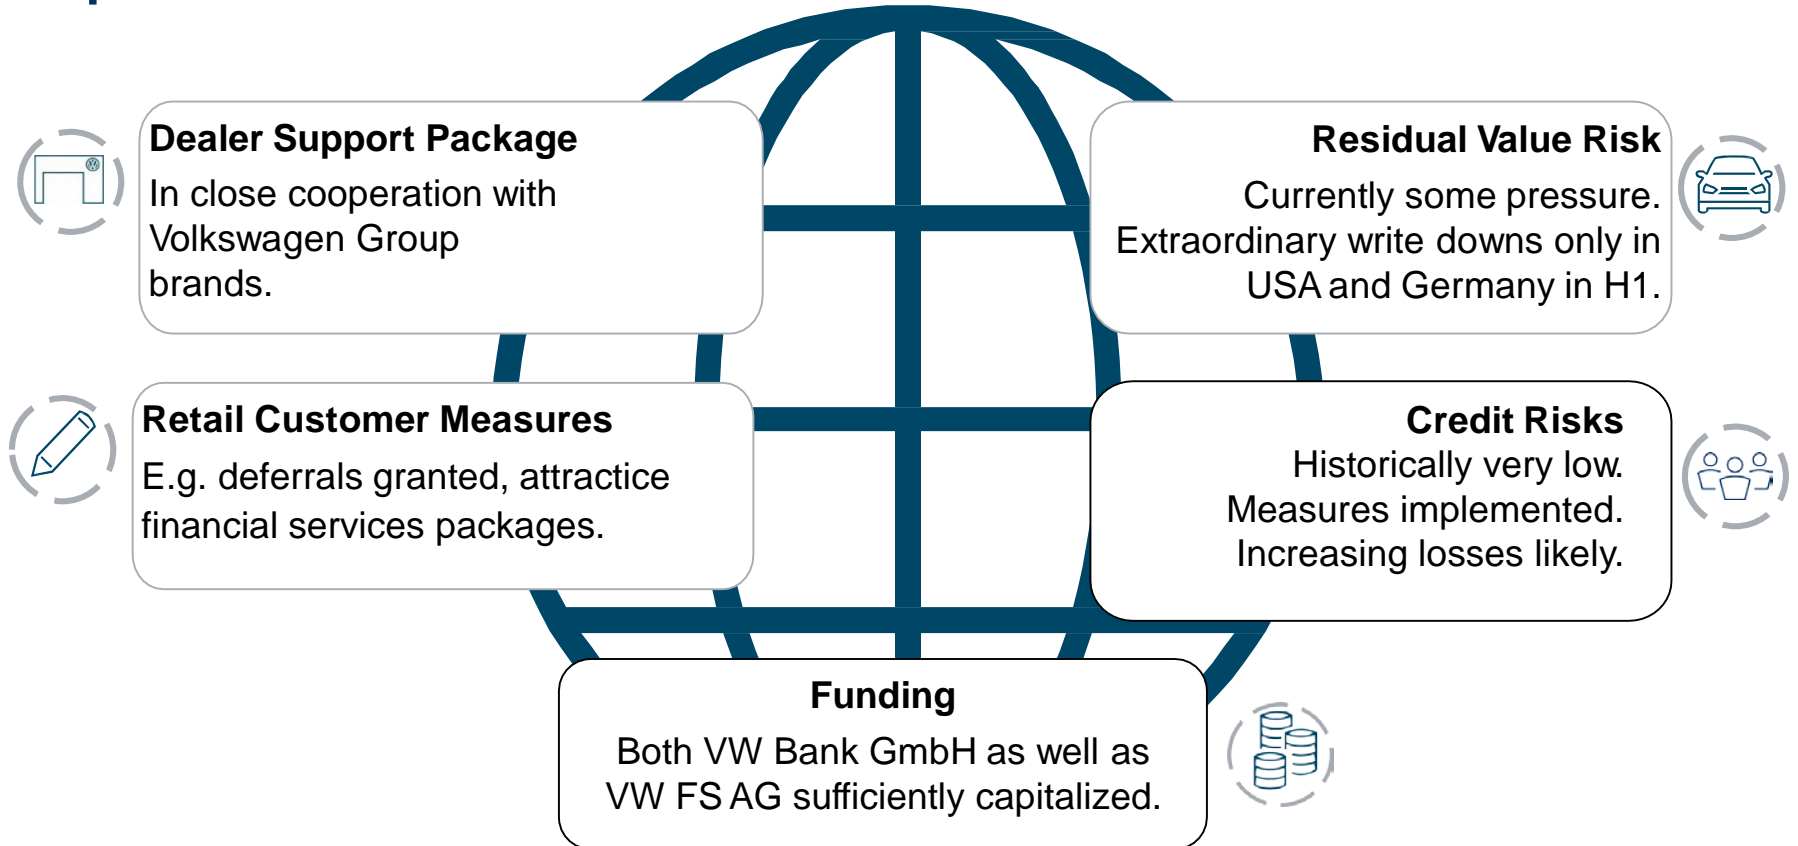 Dealer Support Package
In close cooperation with
Volkswagen Group
brands.
Residual Value Risk
Currently some pressure.
Extraordinary write downs only in
USA and Germany in H1.
Retail Customer Measures
E.g. deferrals granted, attractice
financial services packages.
Credit Risks
Historically very low.
Measures implemented.
Increasing losses likely.
Funding
Both VW Bank GmbH as well as
VW FS AG sufficiently capitalized.